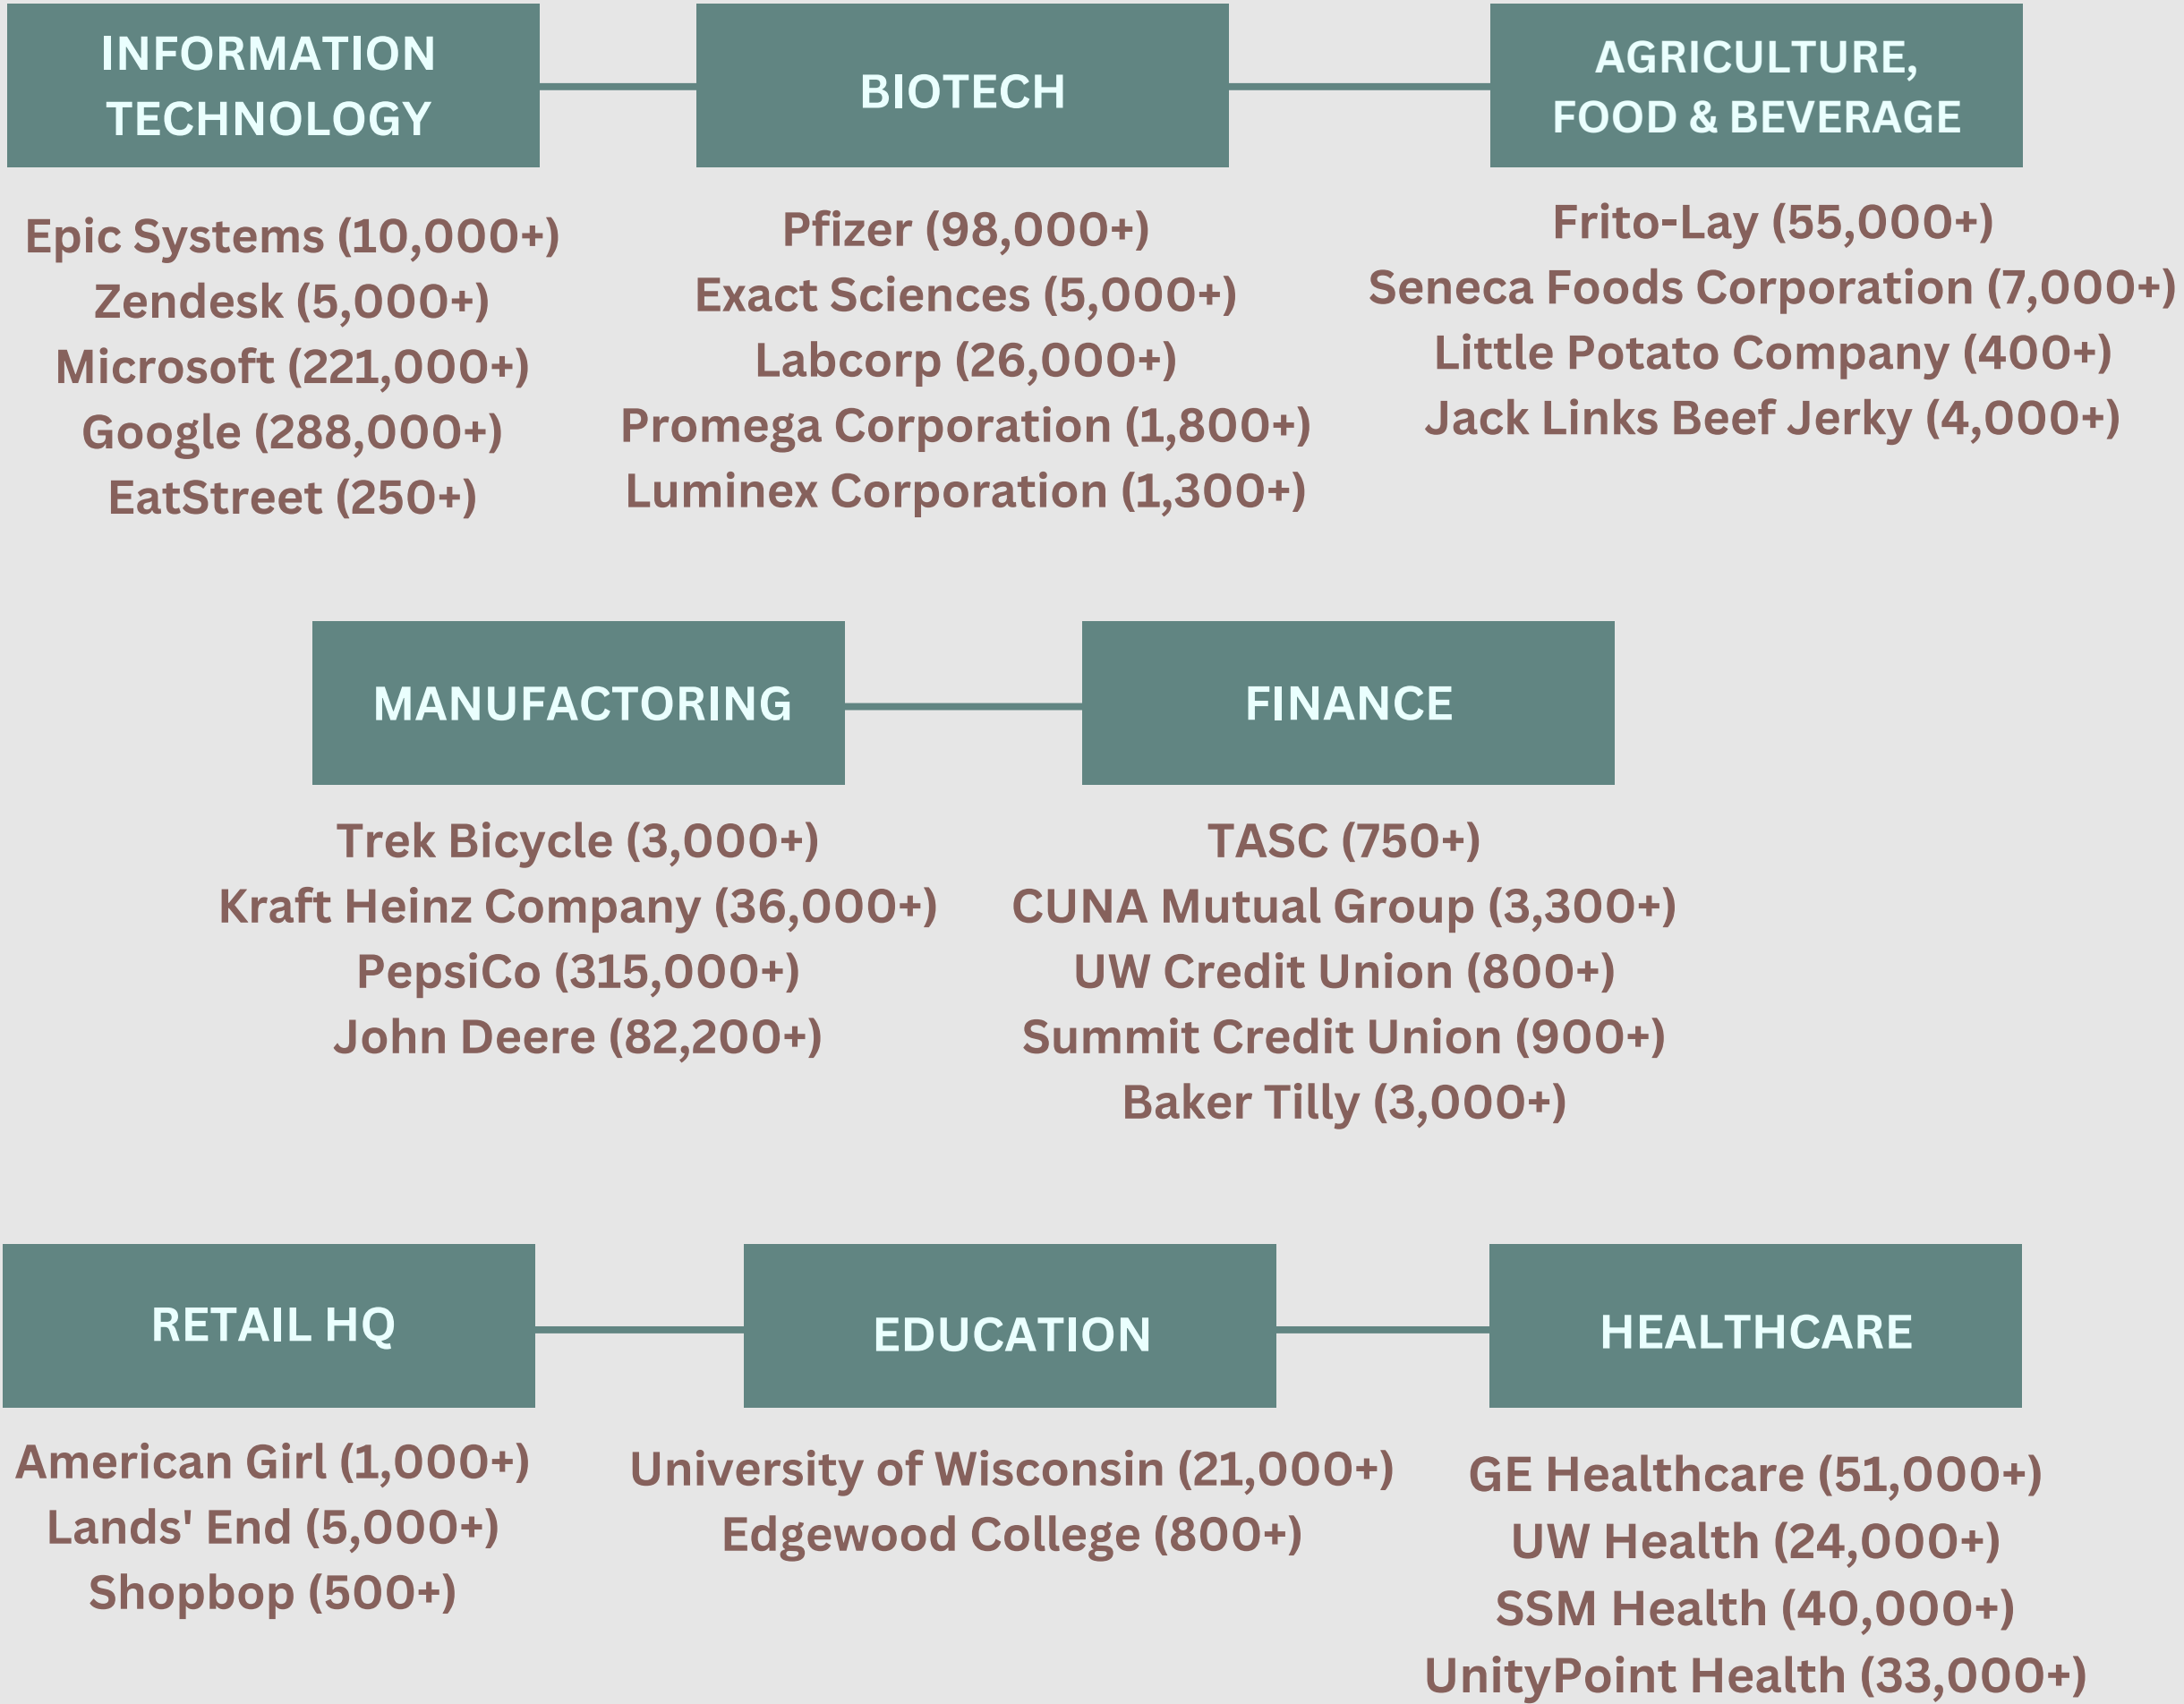 INFORMATION
TECHNOLOGY
Epic Systems (10,000+)
Zendesk (5,000+)
Microsoft (221,000+)
Google (288,000+)
EatStreet (250+)
BIOTECH
Pfizer (98,000+)
Exact Sciences (5,000+)
Labcorp (26,000+)
Promega Corporation (1,800+)
Luminex Corporation (1,300+)
AGRICULTURE,
FOOD & BEVERAGE
Frito-Lay (55,000+)
Seneca Foods Corporation (7,000+)
Little Potato Company (400+)
Jack Links Beef Jerky (4,000+)
MANUFACTORING
Trek Bicycle (3,000+)
Kraft Heinz Company (36,000+)
PepsiCo (315,000+)
John Deere (82,200+)
FINANCE
TASC (750+)
CUNA Mutual Group (3,300+)
UW Credit Union (800+)
Summit Credit Union (900+)
Baker Tilly (3,000+)
RETAIL HQ
American Girl (1,000+)
Lands' End (5,000+)
Shopbop (500+)
EDUCATION
University of Wisconsin (21,000+)
Edgewood College (800+)
HEALTHCARE
GE Healthcare (51,000+)
UW Health (24,000+)
SSM Health (40,000+)
UnityPoint Health (33,000+)